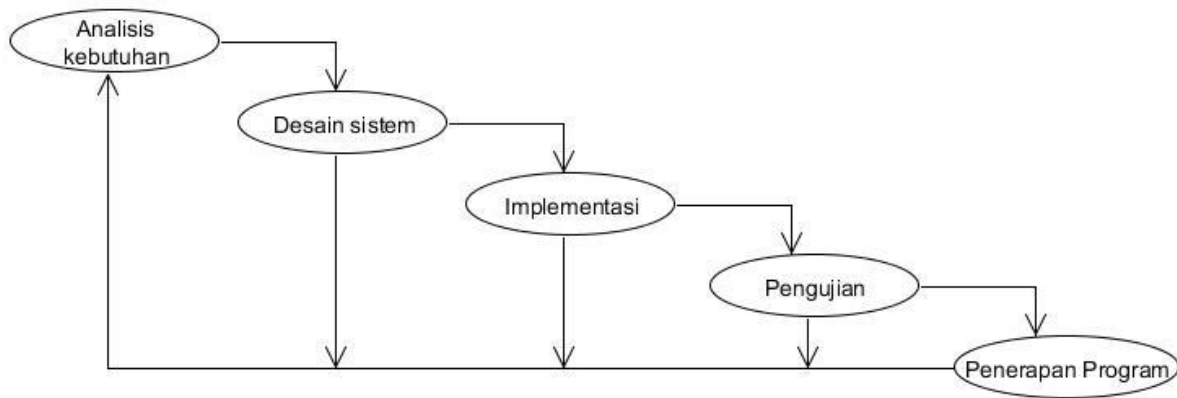 Analisis
kebutuhan
Desain sistem
Implementasi
Pengujian
Penerapan Program